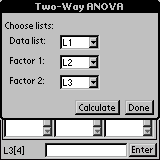 Two-Way ANOVA
Choose lists:
Data list: L1
Factor 1: L2
Factor 2: L3
Calculate Done
L3[4] Enter